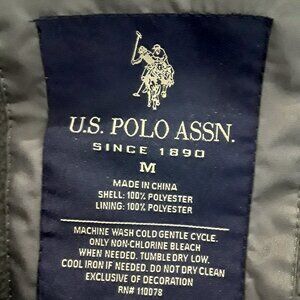 U.S. POLO ASSN.
SINCE 1890
M
MADE IN CHINA
SHELL: 100% POLYESTER
LINING: 100% POLYESTER
MACHINE WASH COLD GENTLE CYCLE.
ONLY NON-CHLORINE BLEACH
WHEN NEEDED. TUMBLE DRY LOW.
COOL IRON IF NEEDED. DO NOT DRY CLEAN
EXCLUSIVE OF DECORATION
RN# 110078